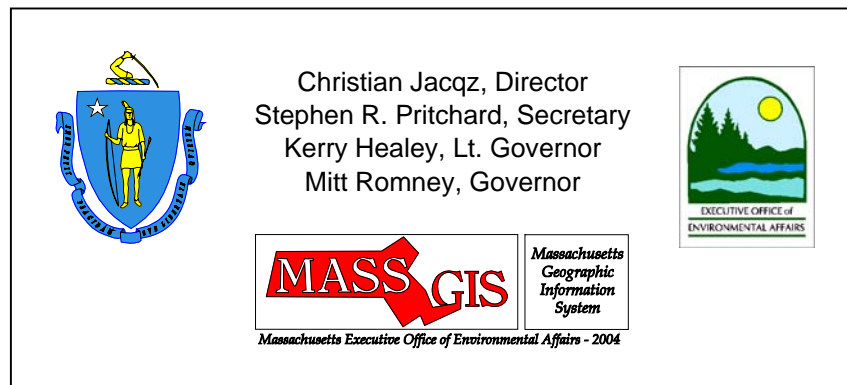 Christian Jacqz, Director
Stephen R. Pritchard, Secretary
Kerry Healey, Lt. Governor
Mitt Romney, Governor
EXECUTIVE OFFICE of
ENVIRONMENTAL AFFAIRS
MASS GIS
Massachusetts
Geographic
Information
System
Massachusetts Executive Office of Environmental Affairs - 2004